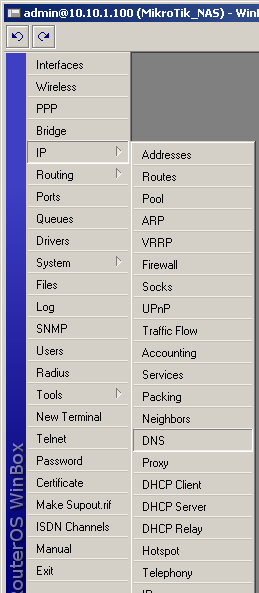 admin@10.10.1.100 (MikroTik_NAS) -
Interfaces
Wireless
PPP
Bridge
IP
Routing
Ports
Queues
Drivers
System
Files
Log
SNMP
Users
Radius
Tools
New Terminal
Telnet
Password
Certificate
Make Supout.rif
ISDN Channels
Manual
Exit
Addresses
Routes
Pool
ARP
VRRP
Firewall
Socks
UPnP
Traffic Flow
Accounting
Services
Packing
Neighbors
DNS
Proxy
DHCP Client
DHCP Server
DHCP Relay
Hotspot
Telephony
WinBox